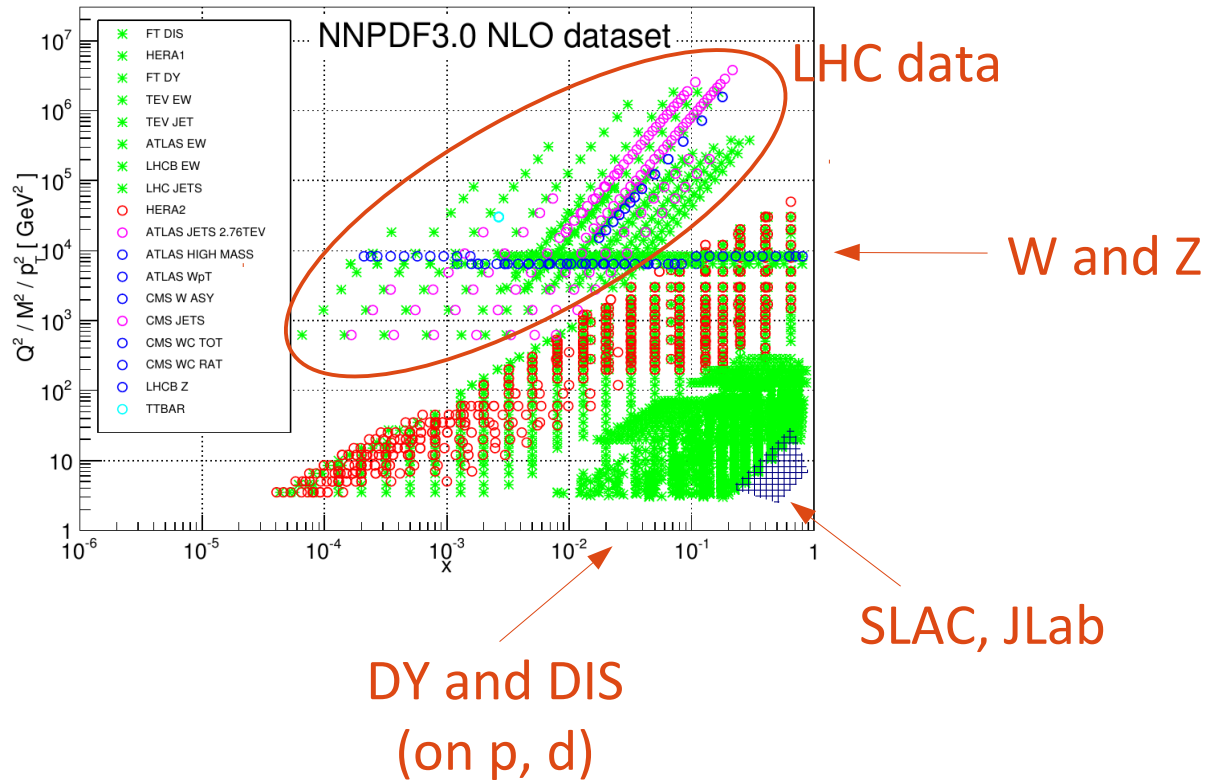 NNPDF3.0 NLO dataset
LHC data
FT DIS
HERA1
FT DY
TEV EW
TEV JET
ATLAS EW
LHCB EW
LHC JETS
HERA2
ATLAS JETS 2.76TEV
ATLAS HIGH MASS
ATLAS WpT
CMS W ASY
CMS JETS
CMS WC TOT
CMS WC RAT
LHCB Z
TTBAR
Q² / M² / p_T² [ GeV² ]
10⁷
10⁶
10⁵
10⁴
10³
10²
10
1
10⁻⁶
10⁻⁵
10⁻⁴
10⁻³
10⁻²
10⁻¹
1
x
W and Z
SLAC, JLab
DY and DIS
(on p, d)